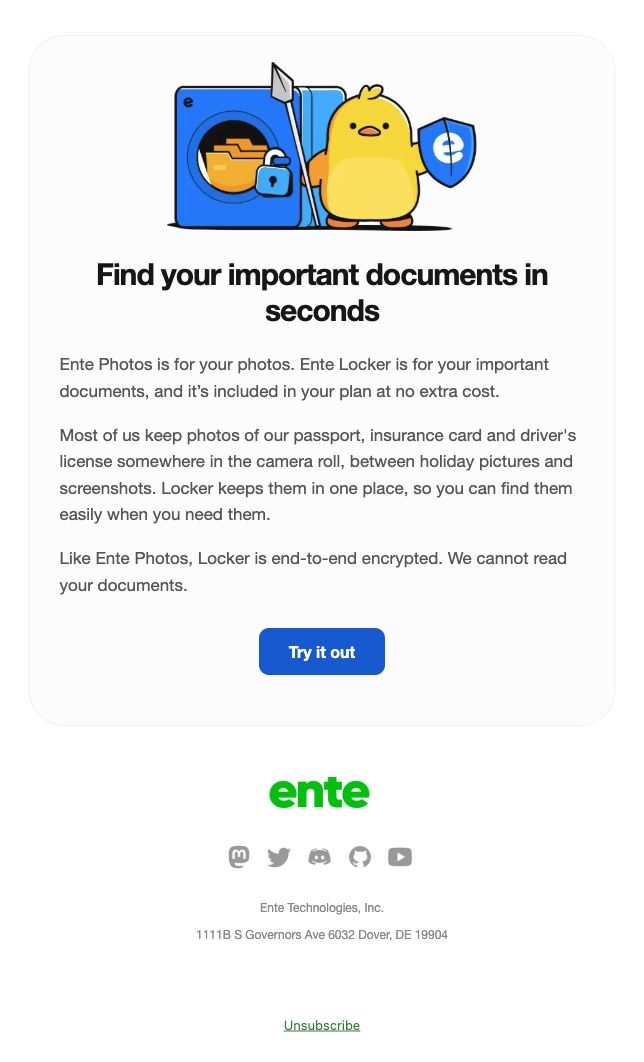 e
e
Find your important documents in
seconds
Ente Photos is for your photos. Ente Locker is for your important
documents, and it’s included in your plan at no extra cost.
Most of us keep photos of our passport, insurance card and driver's
license somewhere in the camera roll, between holiday pictures and
screenshots. Locker keeps them in one place, so you can find them
easily when you need them.
Like Ente Photos, Locker is end-to-end encrypted. We cannot read
your documents.
Try it out
ente
Ente Technologies, Inc.
1111B S Governors Ave 6032 Dover, DE 19904
Unsubscribe